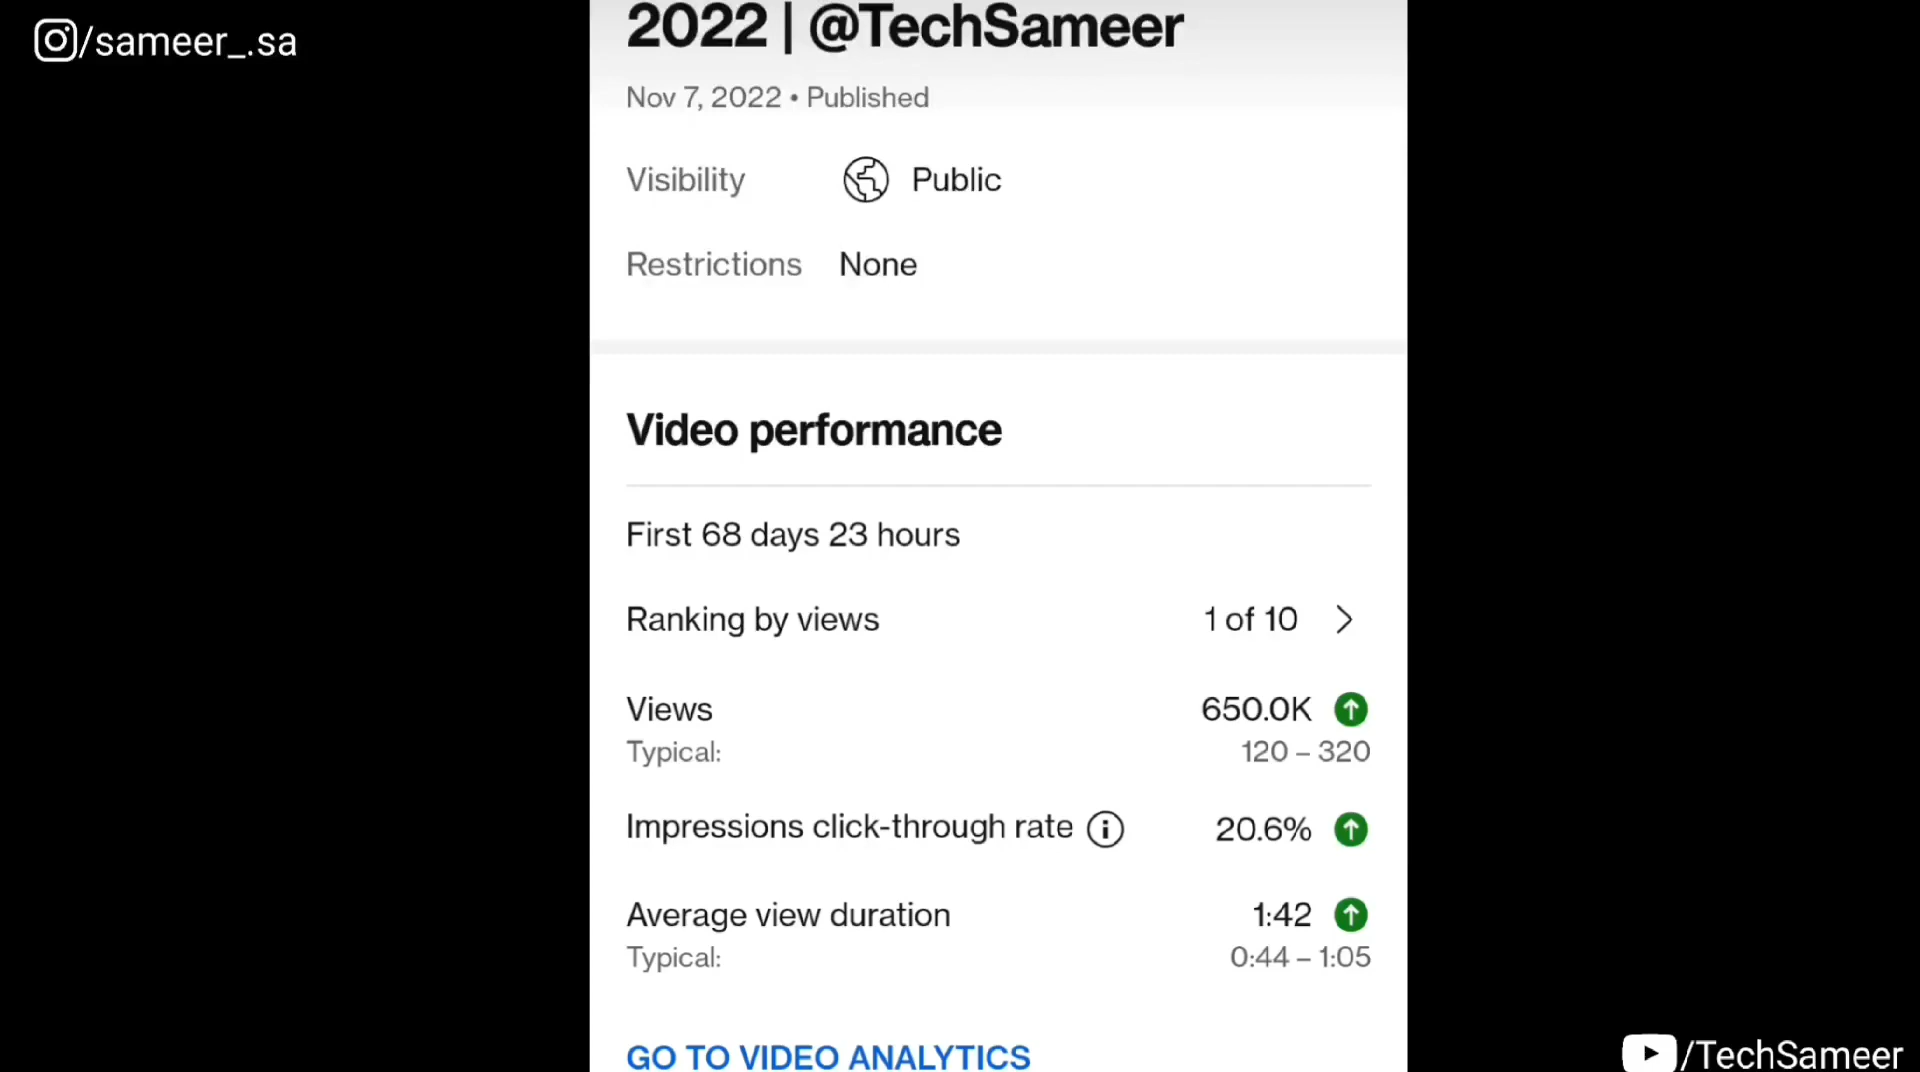 /sameer_.sa
2022 | @TechSameer
Nov 7, 2022 • Published
Visibility Public
Restrictions None
Video performance
First 68 days 23 hours
Ranking by views 1 of 10
Views 650.0K
Typical: 120 – 320
Impressions click-through rate 20.6%
Average view duration 1:42
Typical: 0:44 – 1:05
GO TO VIDEO ANALYTICS
/TechSameer